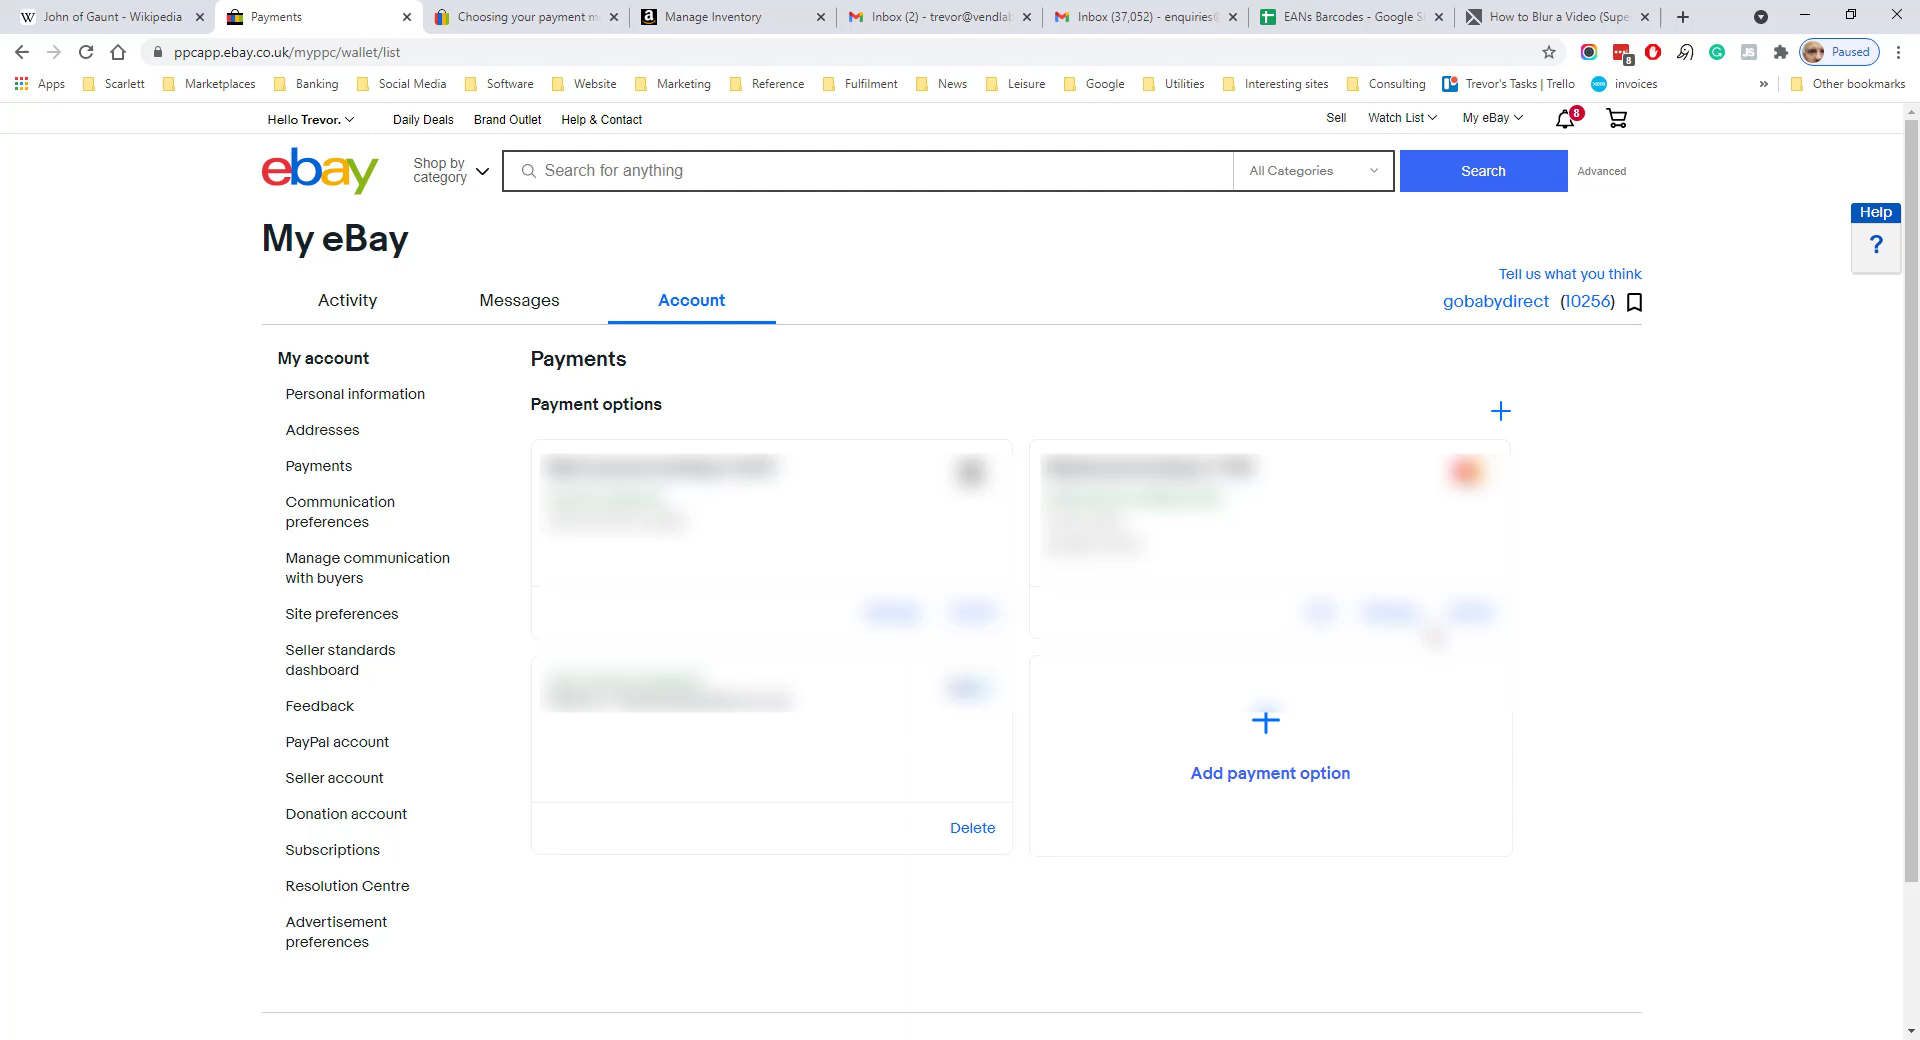 John of Gaunt - Wikipedia
Payments
Choosing your payment m
Manage Inventory
Inbox (2) - trevor@vendla
Inbox (37,052) - enquiries@
EANs Barcodes - Google S
How to Blur a Video (Supe
ppcapp.ebay.co.uk/myppc/wallet/list
8
Paused
Apps
Scarlett
Marketplaces
Banking
Social Media
Software
Website
Marketing
Reference
Fulfilment
News
Leisure
Google
Utilities
Interesting sites
Consulting
Trevor's Tasks | Trello
invoices
Other bookmarks
Hello Trevor.
Daily Deals
Brand Outlet
Help & Contact
Sell
Watch List
My eBay
8
ebay
Shop by
category
Search for anything
All Categories
Search
Advanced
Help
?
My eBay
Tell us what you think
Activity
Messages
Account
gobabydirect (10256)
My account
Personal information
Addresses
Payments
Communication
preferences
Manage communication
with buyers
Site preferences
Seller standards
dashboard
Feedback
PayPal account
Seller account
Donation account
Subscriptions
Resolution Centre
Advertisement
preferences
Payments
Payment options
Add payment option
Delete